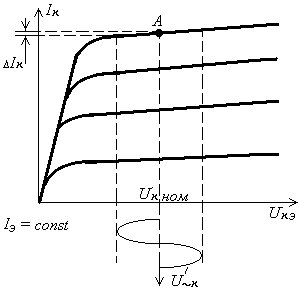 Iк
A
ΔIк
Uк ном
Uкэ
Iэ = const
U'~к